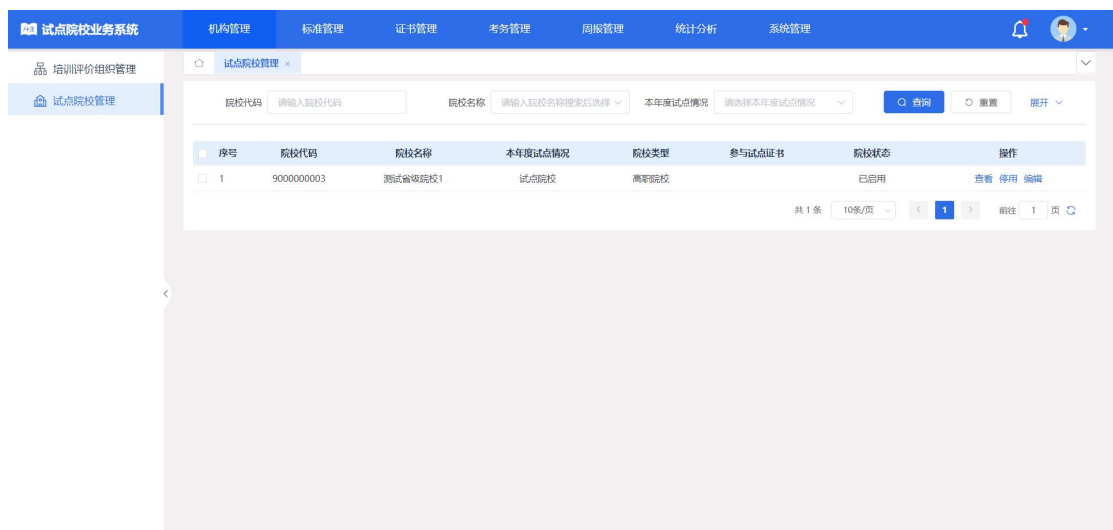 试点院校业务系统 机构管理 标准管理 证书管理 考务管理 周报管理 统计分析 系统管理
培训评价组织管理
试点院校管理 ×
试点院校管理
院校代码 请输入院校代码 院校名称 请输入院校名称搜索后选择 本年度试点情况 请选择本年度试点情况 查询 重置 展开
序号 院校代码 院校名称 本年度试点情况 院校类型 参与试点证书 院校状态 操作
1 9000000003 测试省级院校1 试点院校 高职院校 已启用 查看 停用 编辑
共 1 条 10条/页 < 1 > 前往 1 页